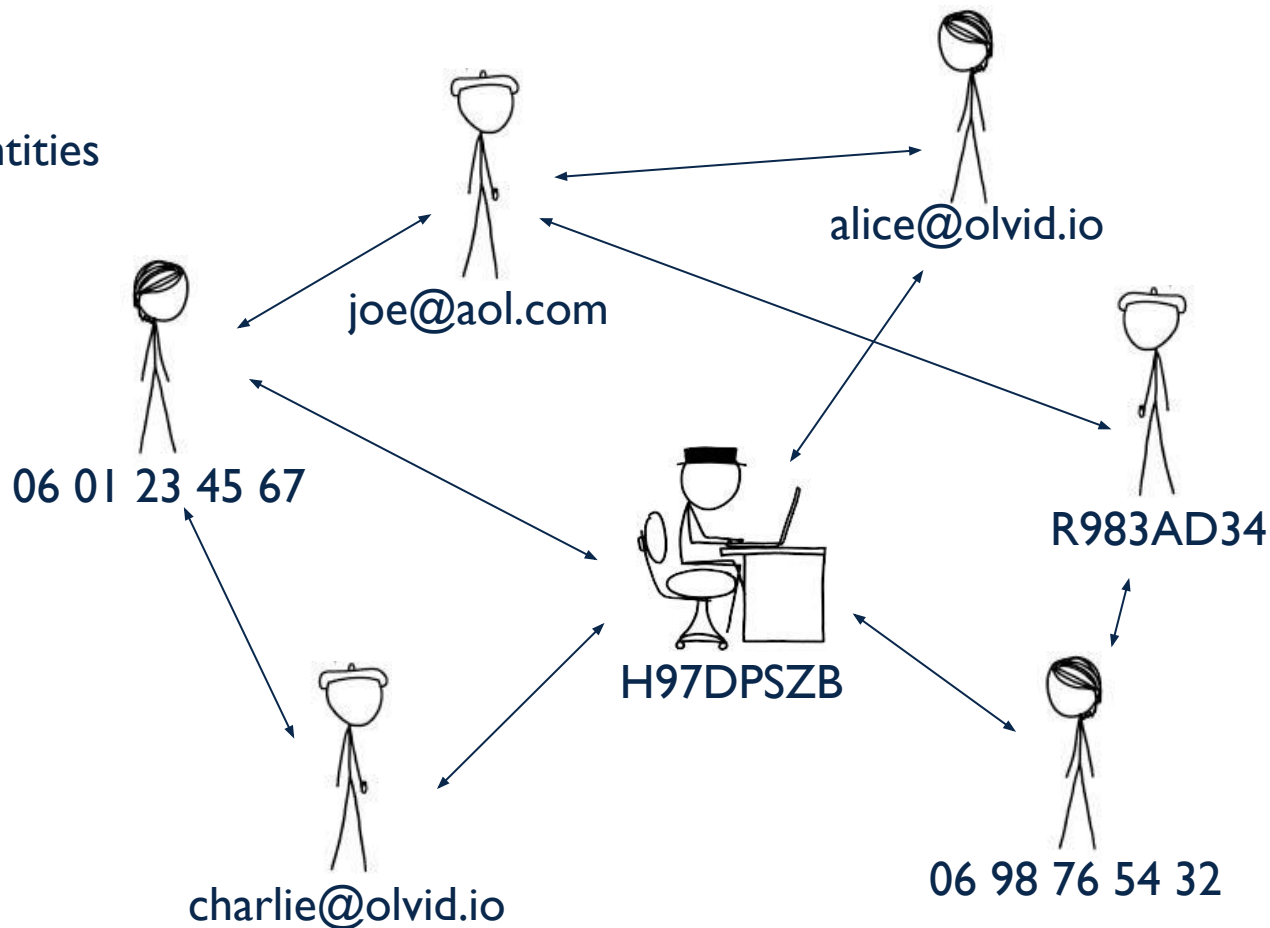 ntities
alice@olvid.io
joe@aol.com
06 01 23 45 67
R983AD34
H97DPSZB
06 98 76 54 32
charlie@olvid.io